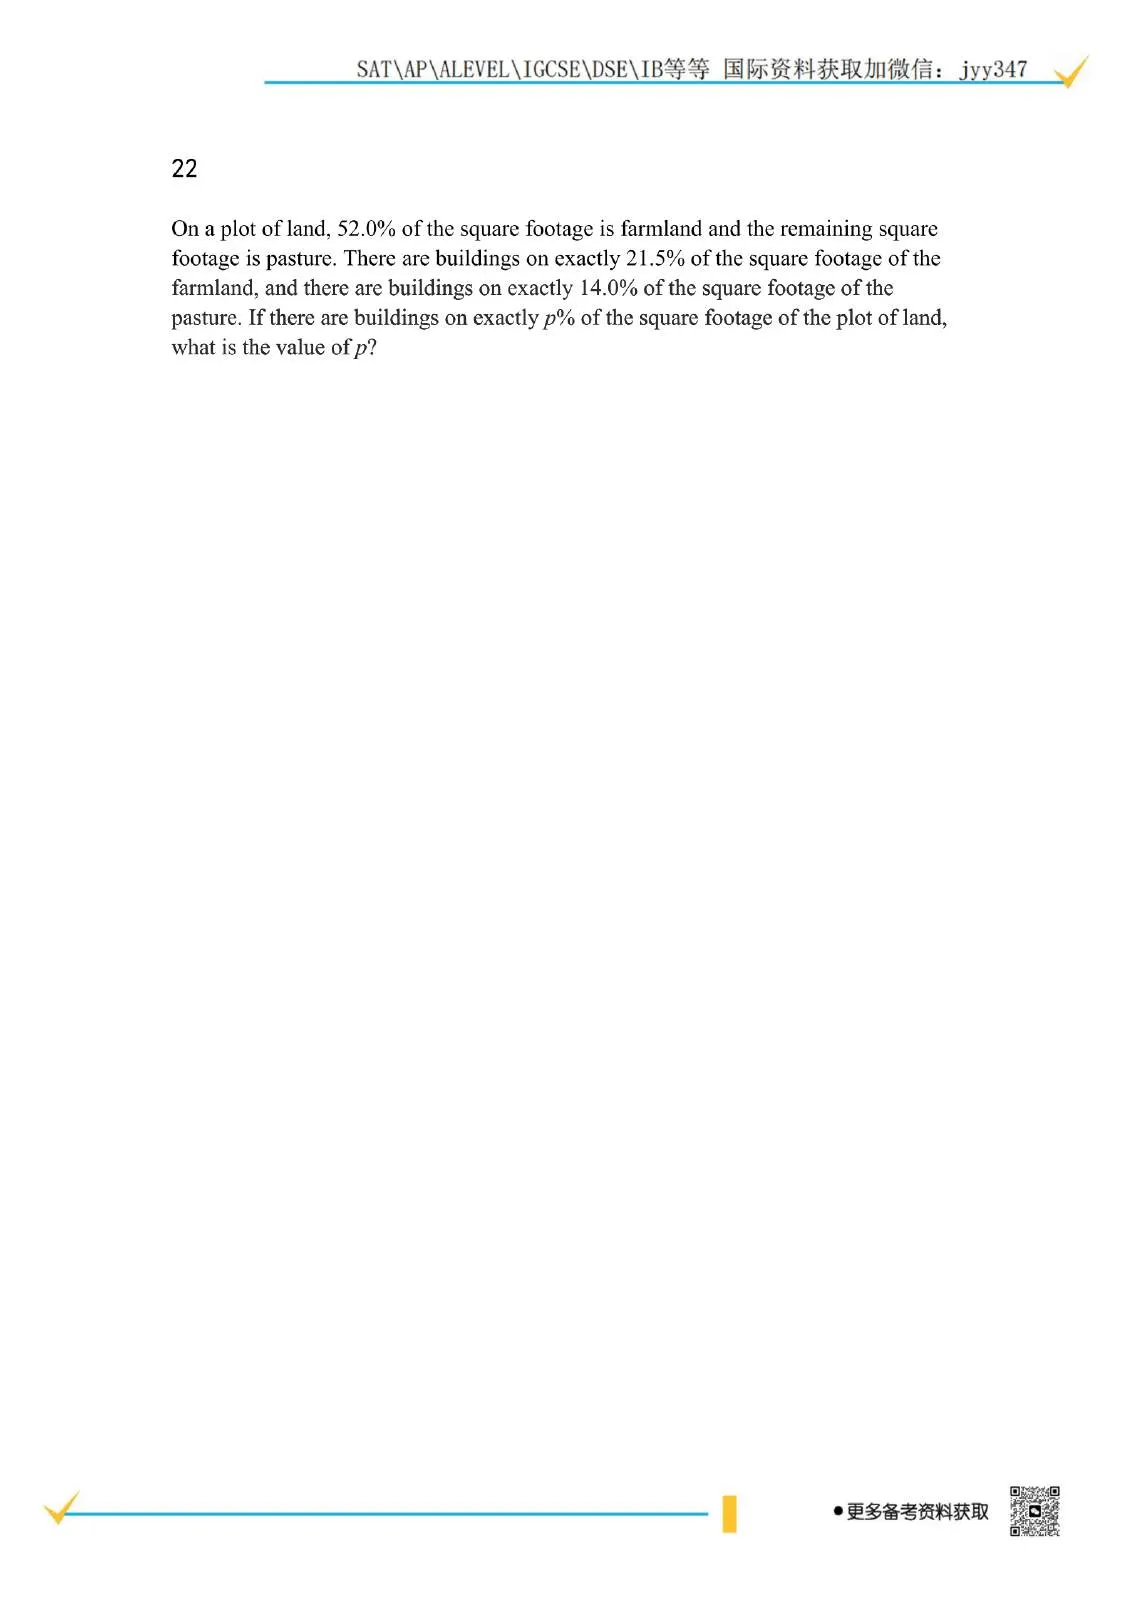 SAT\AP\ALEVEL\IGCSE\DSE\IB等等 国际资料获取加微信：jyy347
22
On a plot of land, 52.0% of the square footage is farmland and the remaining square
footage is pasture. There are buildings on exactly 21.5% of the square footage of the
farmland, and there are buildings on exactly 14.0% of the square footage of the
pasture. If there are buildings on exactly p% of the square footage of the plot of land,
what is the value of p?
●更多备考资料获取